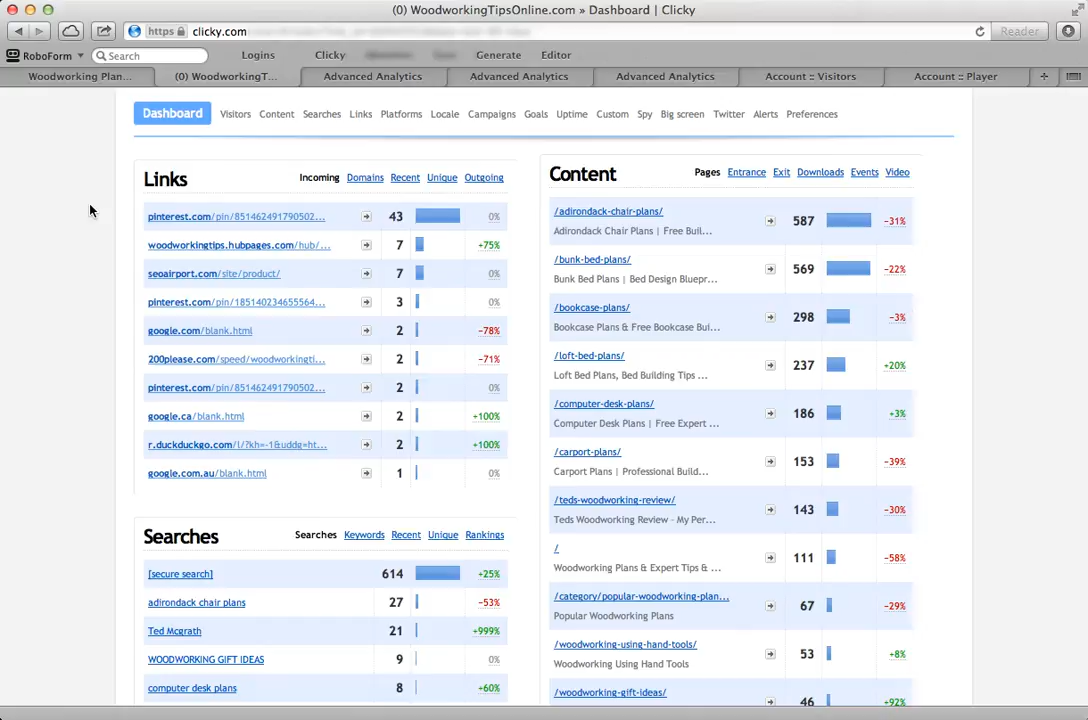 (0) WoodworkingTipsOnline.com » Dashboard | Clicky
https clicky.com Reader
RoboForm Search Logins Clicky Generate Editor
Woodworking Plan... (0) WoodworkingT... Advanced Analytics Advanced Analytics Advanced Analytics Account :: Visitors Account :: Player +
Dashboard Visitors Content Searches Links Platforms Locale Campaigns Goals Uptime Custom Spy Big screen Twitter Alerts Preferences
Links Incoming Domains Recent Unique Outgoing
pinterest.com/pin/851462491790502... 43 0%
woodworkingtips.hubpages.com/hub/... 7 +75%
seoairport.com/site/product/ 7 0%
pinterest.com/pin/185140234655564... 3 0%
google.com/blank.html 2 -78%
200please.com/speed/woodworkingti... 2 -71%
pinterest.com/pin/851462491790502... 2 0%
google.ca/blank.html 2 +100%
r.duckduckgo.com/l/?kh=-1&uddg=ht... 2 +100%
google.com.au/blank.html 1 0%
Searches Searches Keywords Recent Unique Rankings
[secure search] 614 +25%
adirondack chair plans 27 -53%
Ted Mcgrath 21 +999%
WOODWORKING GIFT IDEAS 9 0%
computer desk plans 8 +60%
Content Pages Entrance Exit Downloads Events Video
/adirondack-chair-plans/
Adirondack Chair Plans | Free Buil... 587 -31%
/bunk-bed-plans/
Bunk Bed Plans | Bed Design Bluepr... 569 -22%
/bookcase-plans/
Bookcase Plans & Free Bookcase Bui... 298 -3%
/loft-bed-plans/
Loft Bed Plans, Bed Building Tips ... 237 +20%
/computer-desk-plans/
Computer Desk Plans | Free Expert ... 186 +3%
/carport-plans/
Carport Plans | Professional Build... 153 -39%
/teds-woodworking-review/
Teds Woodworking Review - My Per... 143 -30%
/
Woodworking Plans & Expert Tips & ... 111 -58%
/category/popular-woodworking-plan...
Popular Woodworking Plans 67 -29%
/woodworking-using-hand-tools/
Woodworking Using Hand Tools 53 +8%
/woodworking-gift-ideas/ 46 +92%